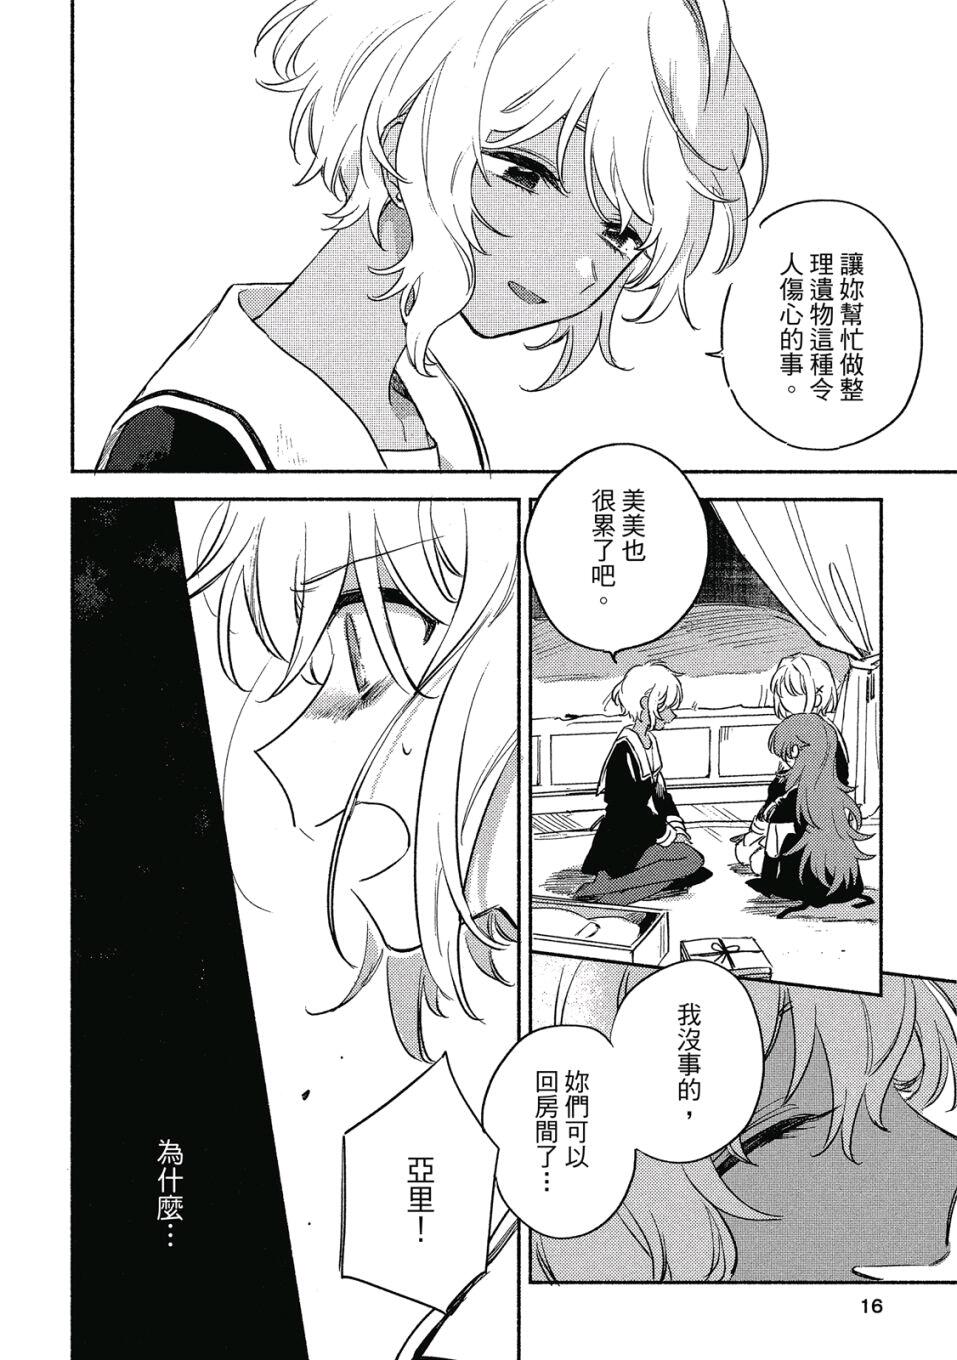 讓妳幫忙做整
理遺物這種令
人傷心的事。
美美也
很累了吧。
我沒事的，
妳們可以
回房間了…
亞里！
為什麼…
16